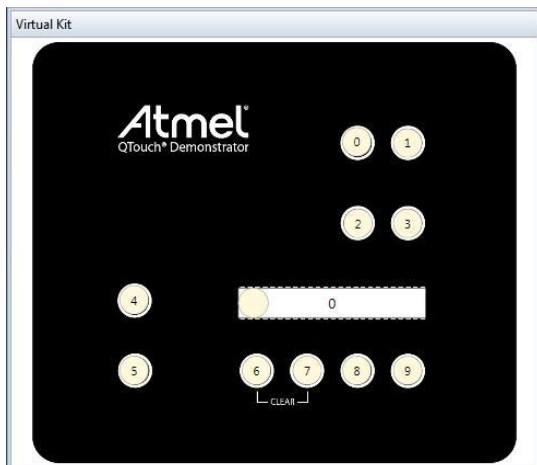 Virtual Kit
Atmel®
QTouch® Demonstrator
0 1
2 3
4 0
5 6 7 8 9
CLEAR